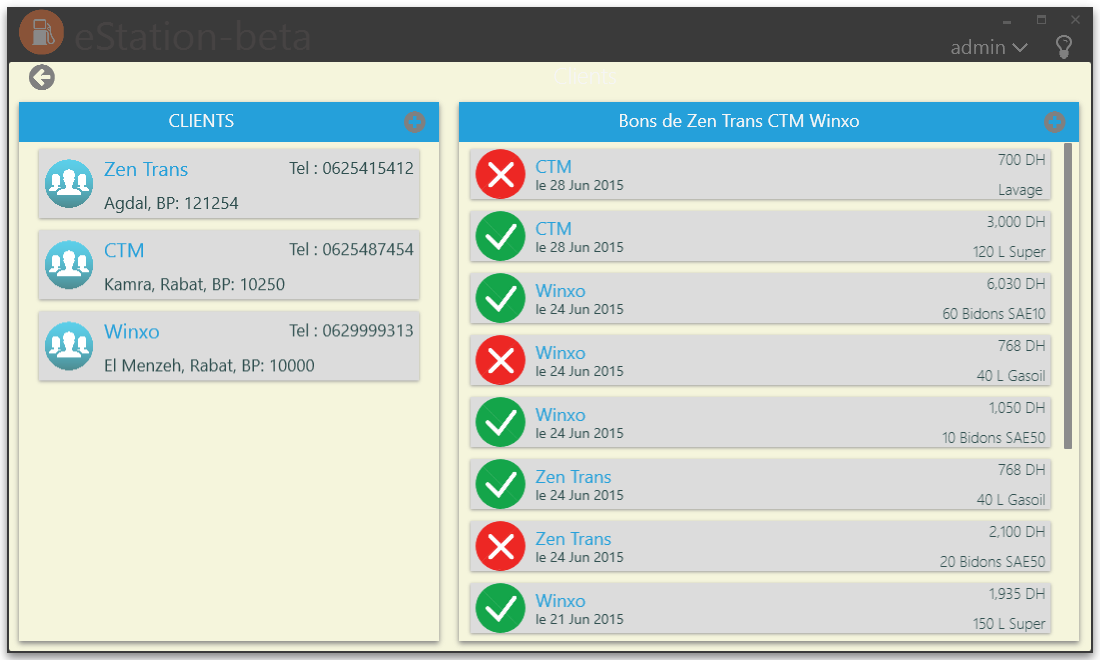 eStation-beta
admin
Clients
CLIENTS
Zen Trans
Tel : 0625415412
Agdal, BP: 121254
CTM
Tel : 0625487454
Kamra, Rabat, BP: 10250
Winxo
Tel : 0629999313
El Menzeh, Rabat, BP: 10000
Bons de Zen Trans CTM Winxo
CTM
700 DH
le 28 Jun 2015
Lavage
CTM
3,000 DH
le 28 Jun 2015
120 L Super
Winxo
6,030 DH
le 24 Jun 2015
60 Bidons SAE10
Winxo
768 DH
le 24 Jun 2015
40 L Gasoil
Winxo
1,050 DH
le 24 Jun 2015
10 Bidons SAE50
Zen Trans
768 DH
le 24 Jun 2015
40 L Gasoil
Zen Trans
2,100 DH
le 24 Jun 2015
20 Bidons SAE50
Winxo
1,935 DH
le 21 Jun 2015
150 L Super